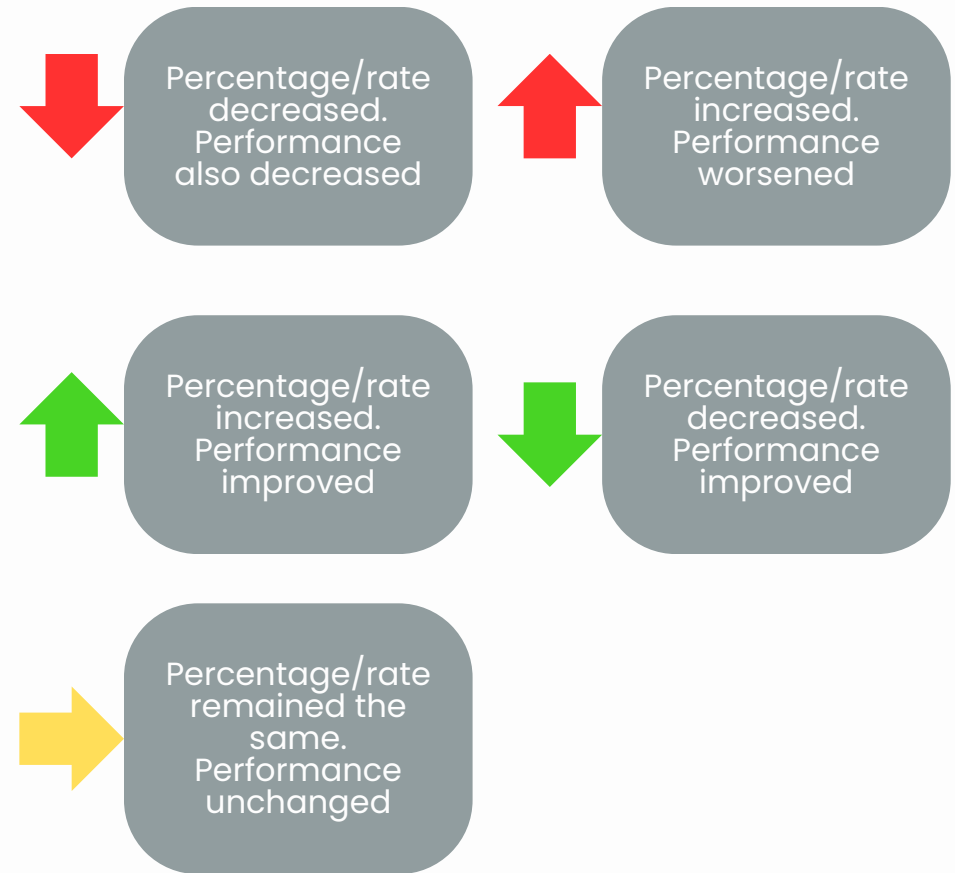 Percentage/rate
decreased.
Performance
also decreased
Percentage/rate
increased.
Performance
worsened
Percentage/rate
increased.
Performance
improved
Percentage/rate
decreased.
Performance
improved
Percentage/rate
remained the
same.
Performance
unchanged